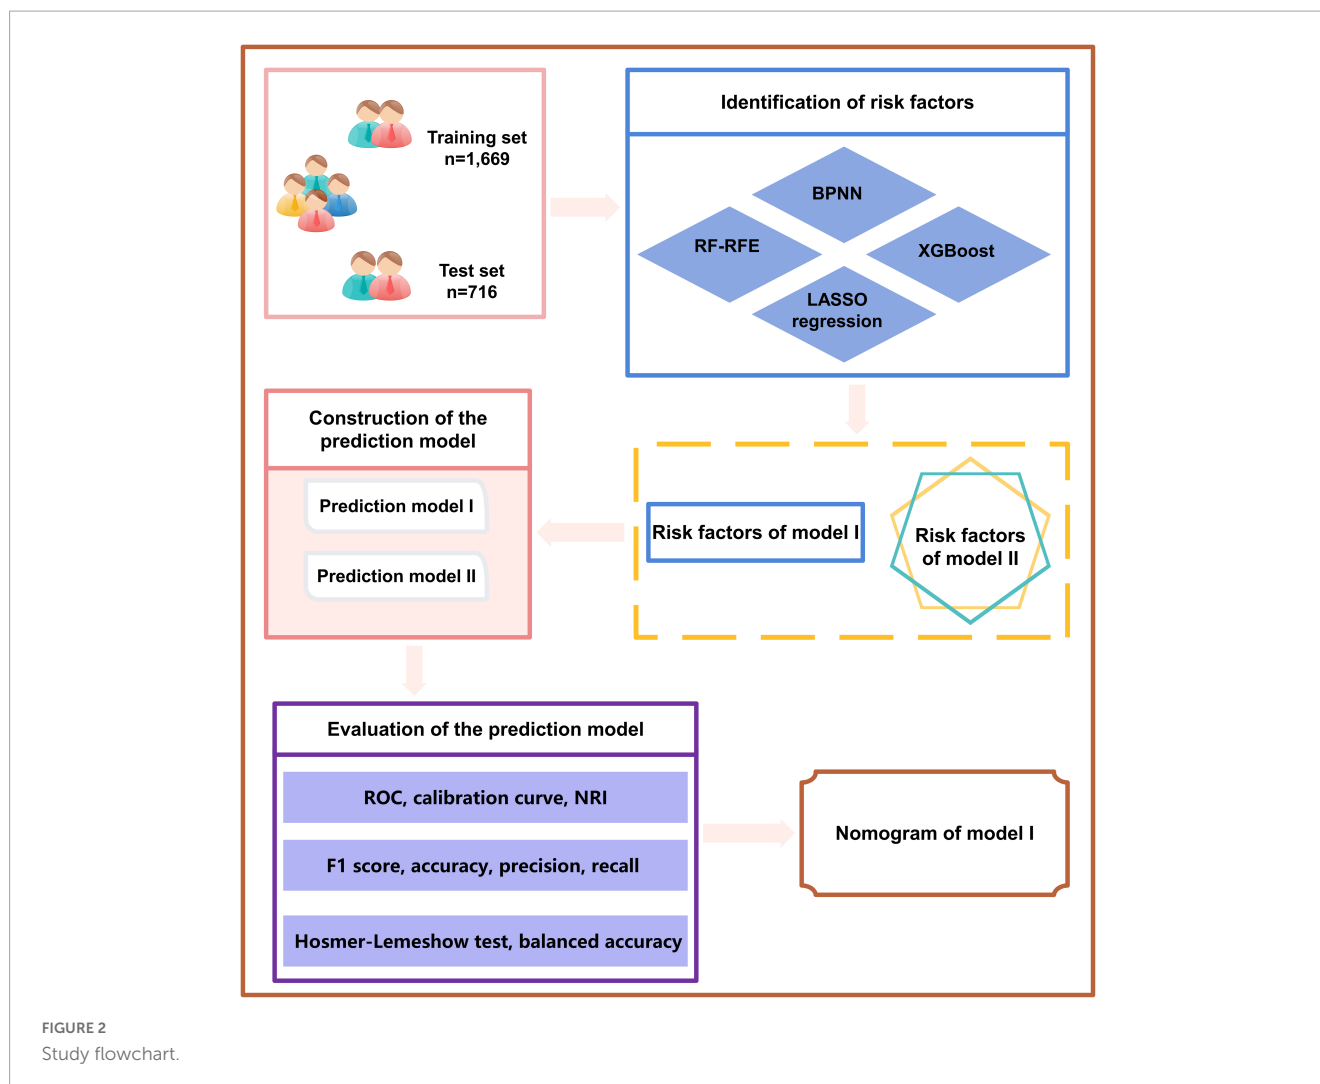 Training set
n=1,669
Test set
n=716
Identification of risk factors
BPNN
RF-RFE
XGBoost
LASSO
regression
Risk factors of model I
Risk factors
of model II
Construction of the
prediction model
Prediction model I
Prediction model II
Evaluation of the prediction model
ROC, calibration curve, NRI
F1 score, accuracy, precision, recall
Hosmer-Lemeshow test, balanced accuracy
Nomogram of model I
FIGURE 2
Study flowchart.